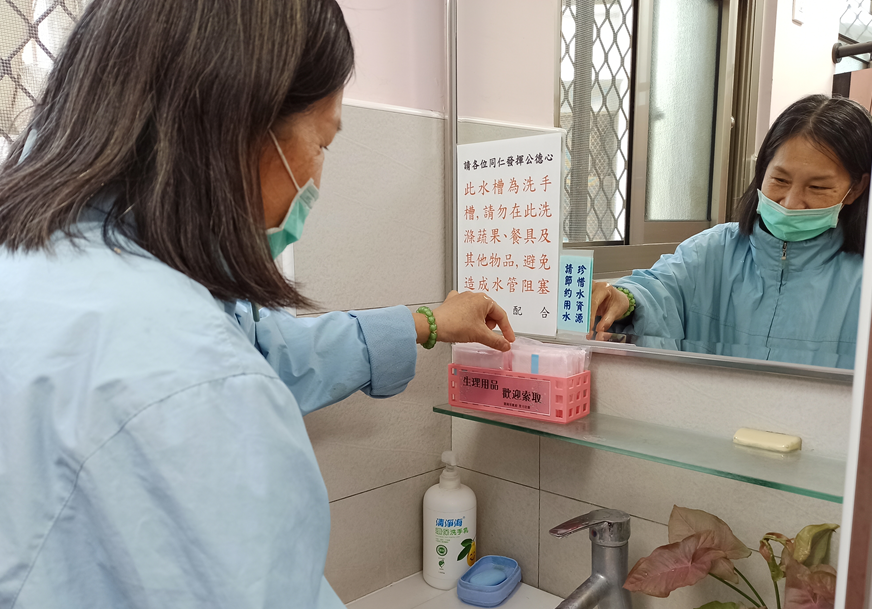 請各位同仁發揮公德心
此水槽為洗手
槽,請勿在此洗
滌蔬果、餐具及
其他物品,避免
造成水管阻塞
配合
珍惜水資源
請節約用水
生理用品
歡迎索取
清淨海
洗手乳